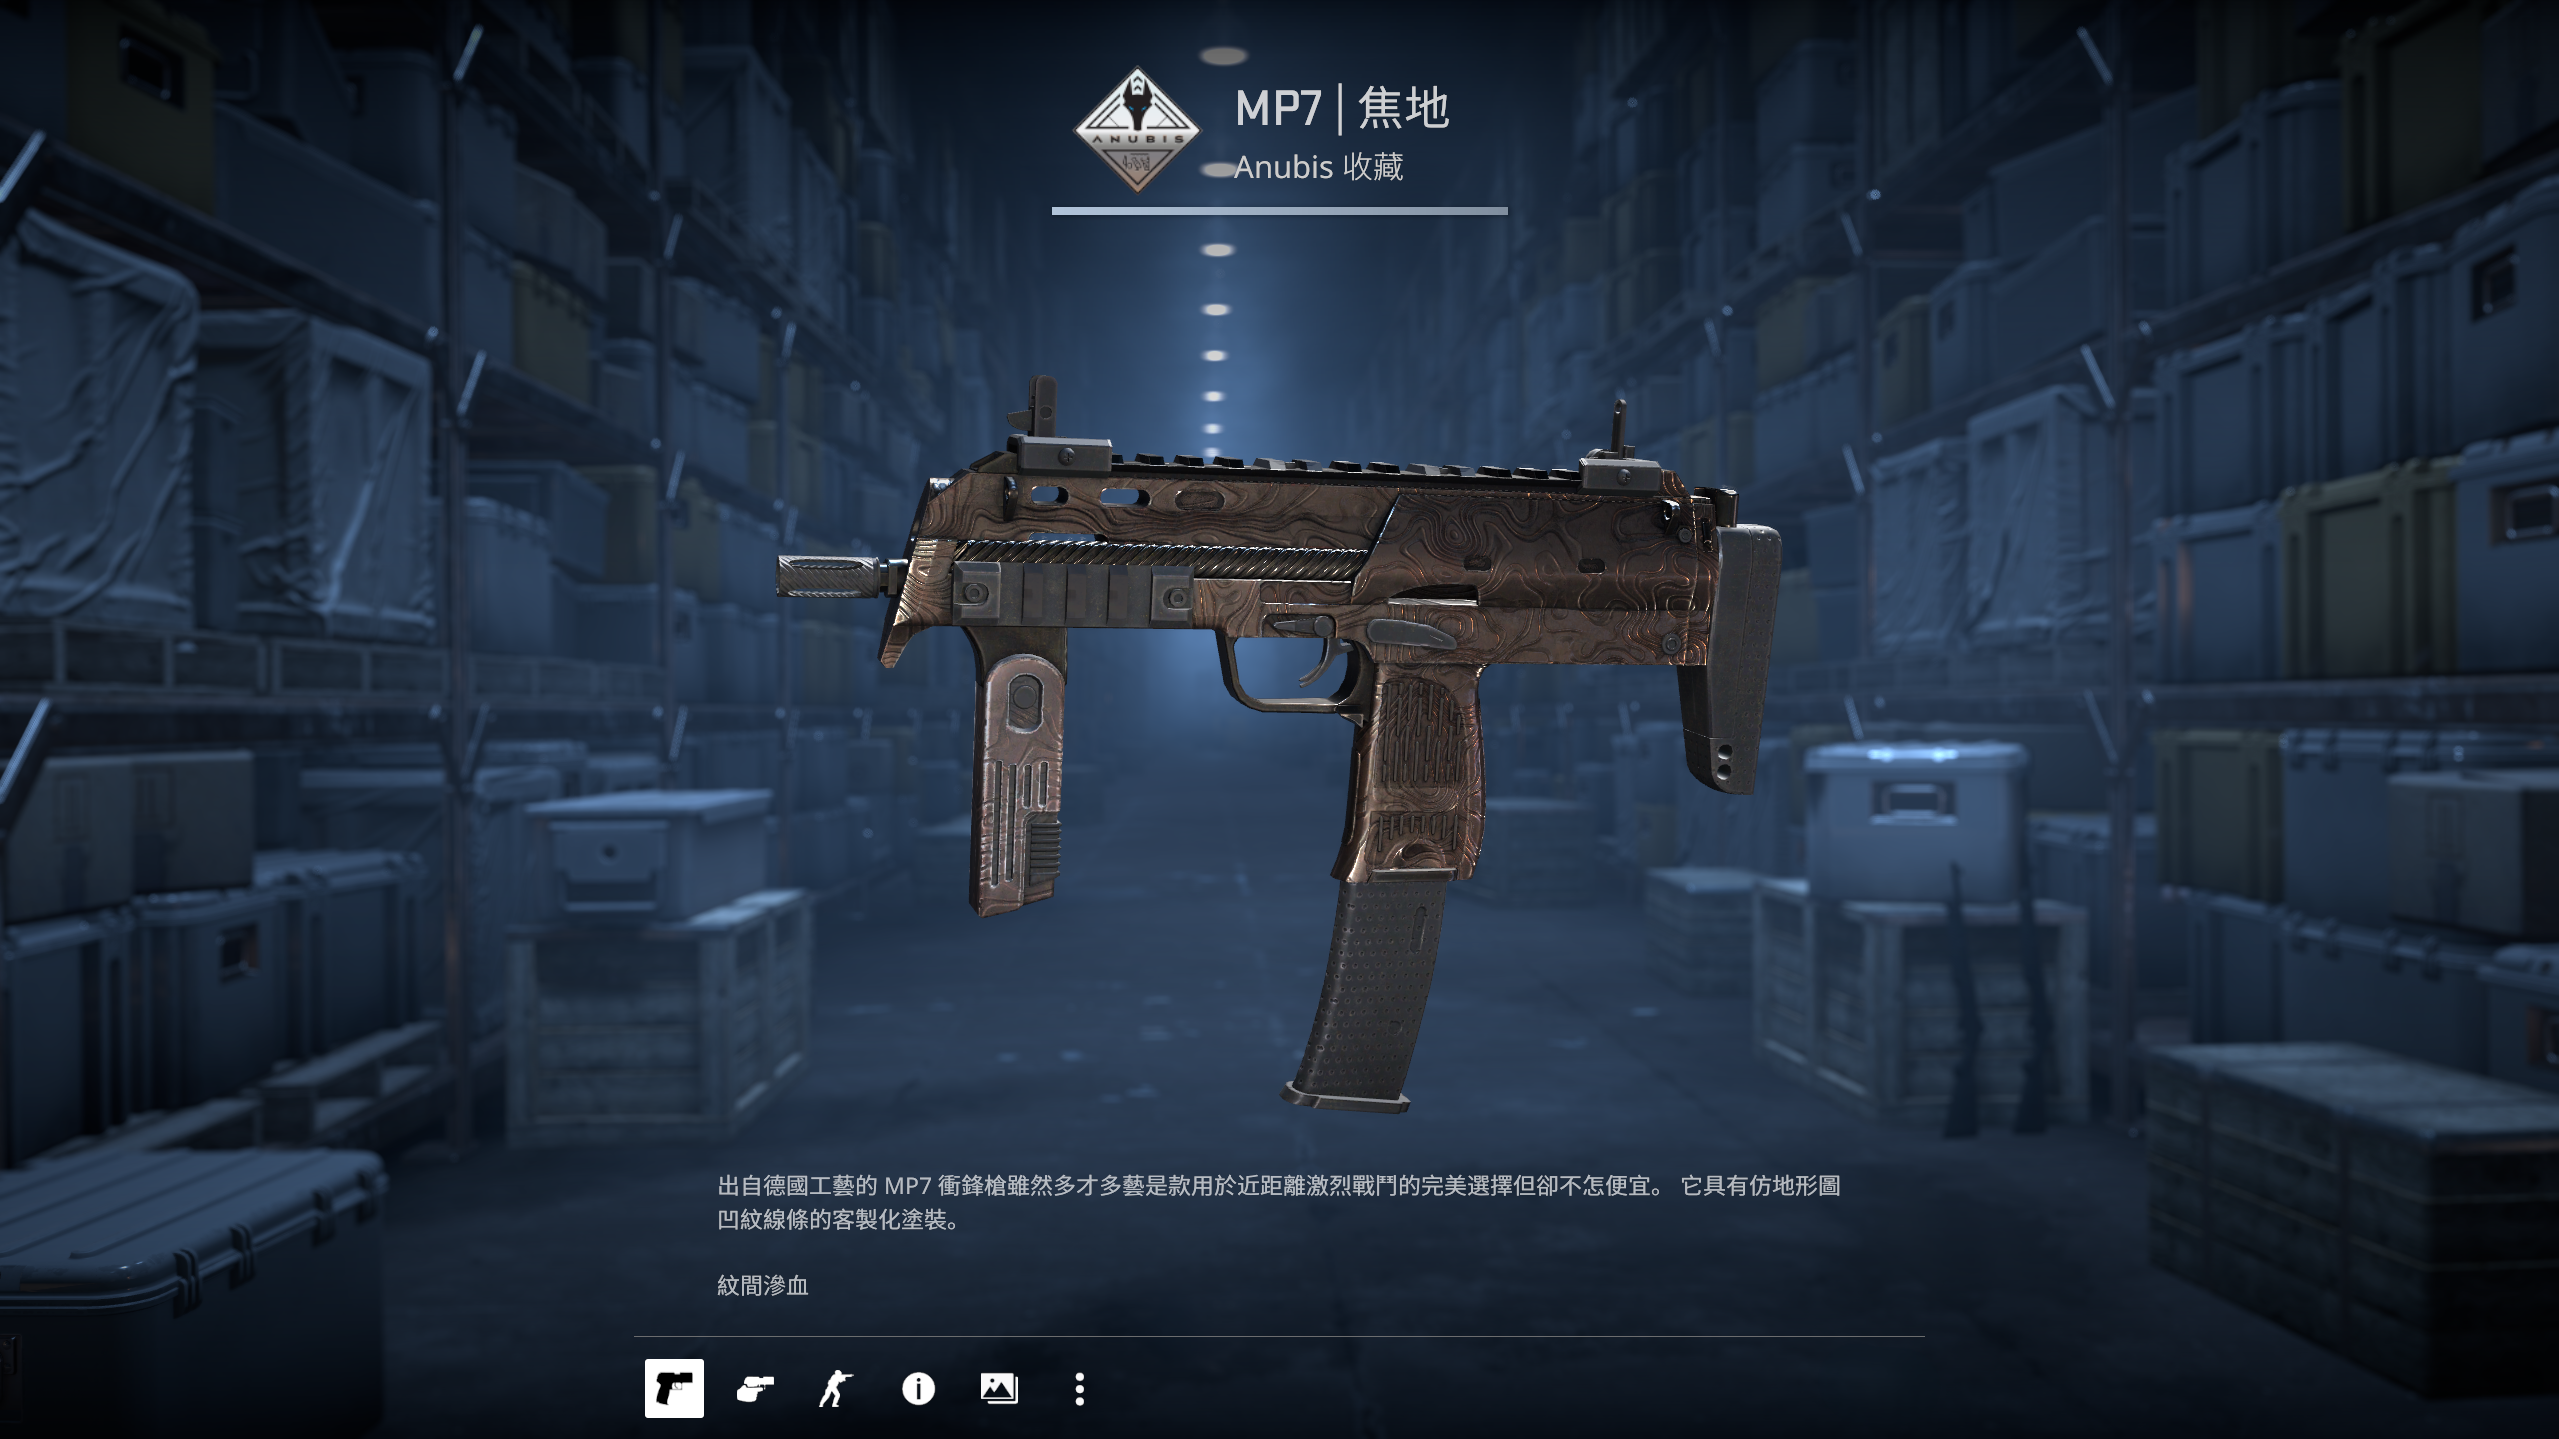 ANUBIS
MP7 | 焦地
Anubis 收藏
出自德國工藝的 MP7 衝鋒槍雖然多才多藝是款用於近距離激烈戰鬥的完美選擇但卻不怎便宜。 它具有仿地形圖
凹紋線條的客製化塗裝。
紋間滲血